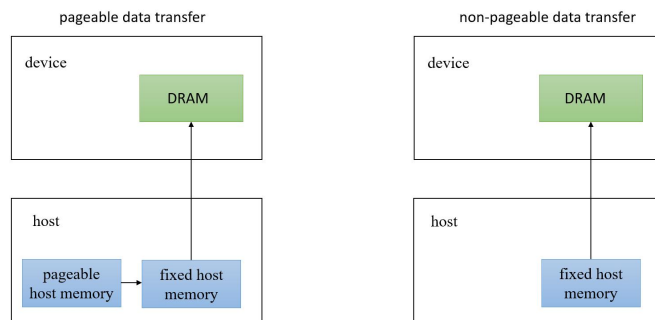 pageable data transfer
device
DRAM
host
pageable
host memory
fixed host
memory
non-pageable data transfer
device
DRAM
host
fixed host
memory